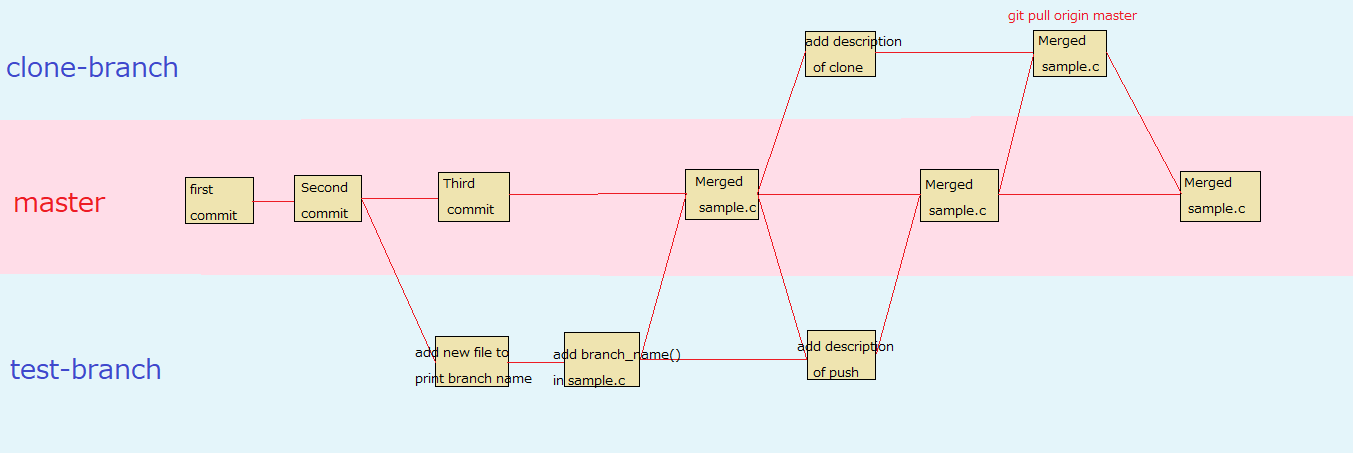 git pull origin master
clone-branch
add description
of clone
Merged
sample.c
master
first
commit
Second
commit
Third
commit
Merged
sample.c
Merged
sample.c
Merged
sample.c
test-branch
add new file to
print branch name
add branch_name()
in sample.c
add description
of push